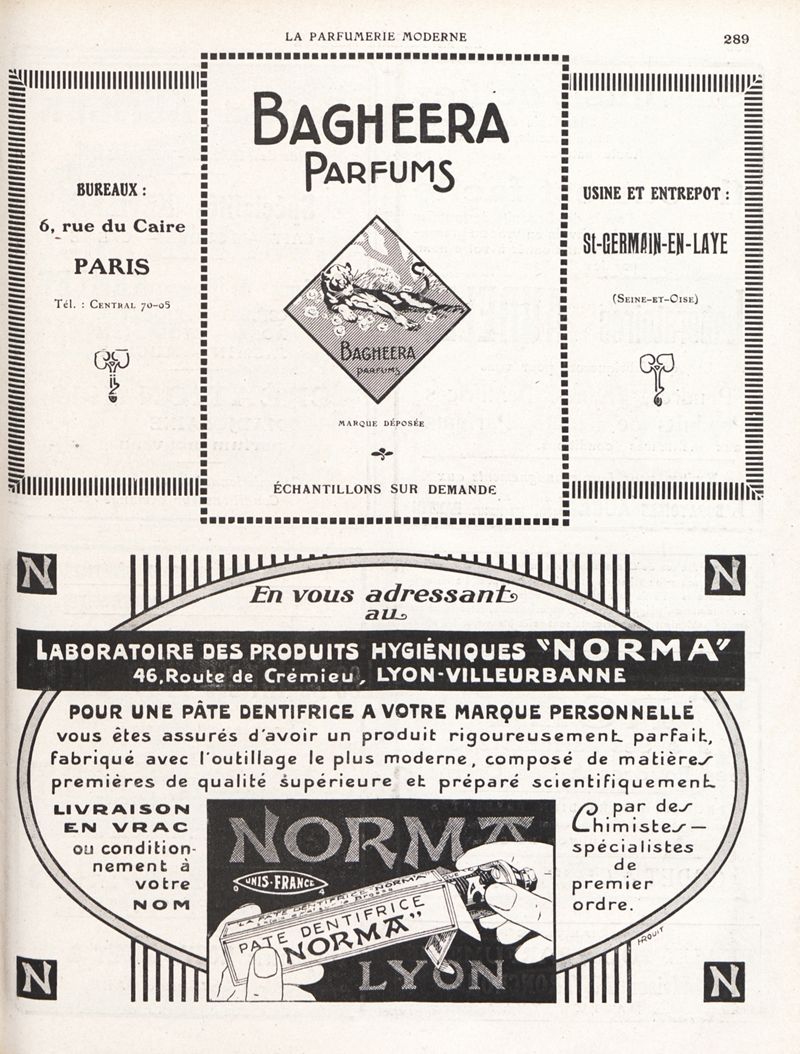 LA PARFUMERIE MODERNE
289
BAGHEERA
PARFUMS
BUREAUX :
6, rue du Caire
PARIS
Tél. : CENTRAL 70-05
BAGHEERA
PARFUMS
MARQUE DÉPOSÉE
ÉCHANTILLONS SUR DEMANDE
USINE ET ENTREPOT :
St-GERMAIN-EN-LAYE
(SEINE-ET-OISE)
N
N
En vous adressant
au
LABORATOIRE DES PRODUITS HYGIÉNIQUES "NORMA"
46, Route de Crémieu, LYON-VILLEURBANNE
POUR UNE PÂTE DENTIFRICE A VOTRE MARQUE PERSONNELLE
vous êtes assurés d'avoir un produit rigoureusement parfait,
fabriqué avec l'outillage le plus moderne, composé de matières
premières de qualité supérieure et préparé scientifiquement
LIVRAISON
EN VRAC
ou condition-
nement à
votre
NOM
NORMA
UNIS-FRANCE
LA PATE DENTIFRICE NORMA
PATE DENTIFRICE
"NORMA"
LYON
par des
Chimistes-
spécialistes
de
premier
ordre.
N
N